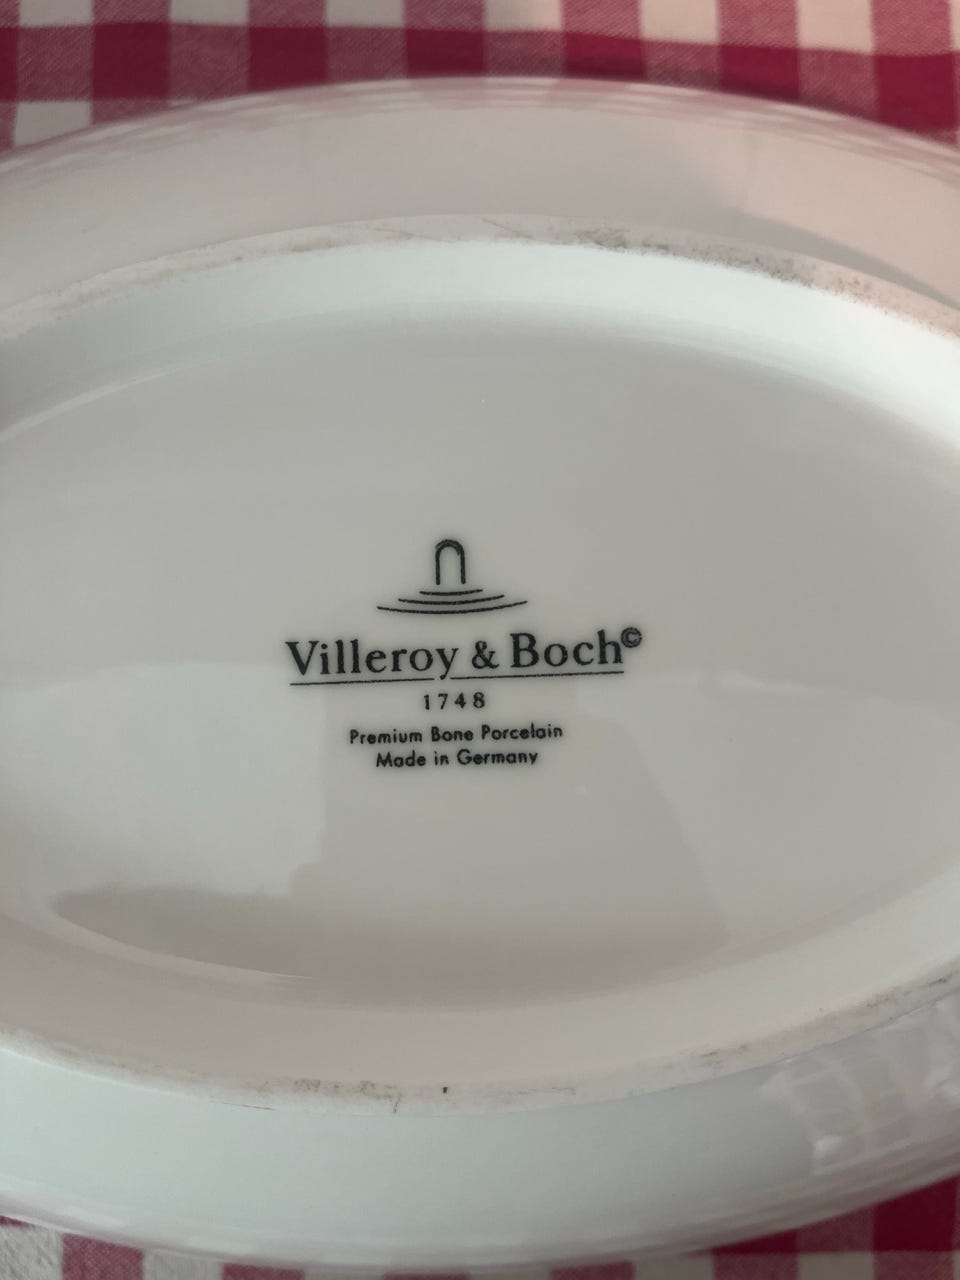 Villeroy & Boch©
1748
Premium Bone Porcelain
Made in Germany